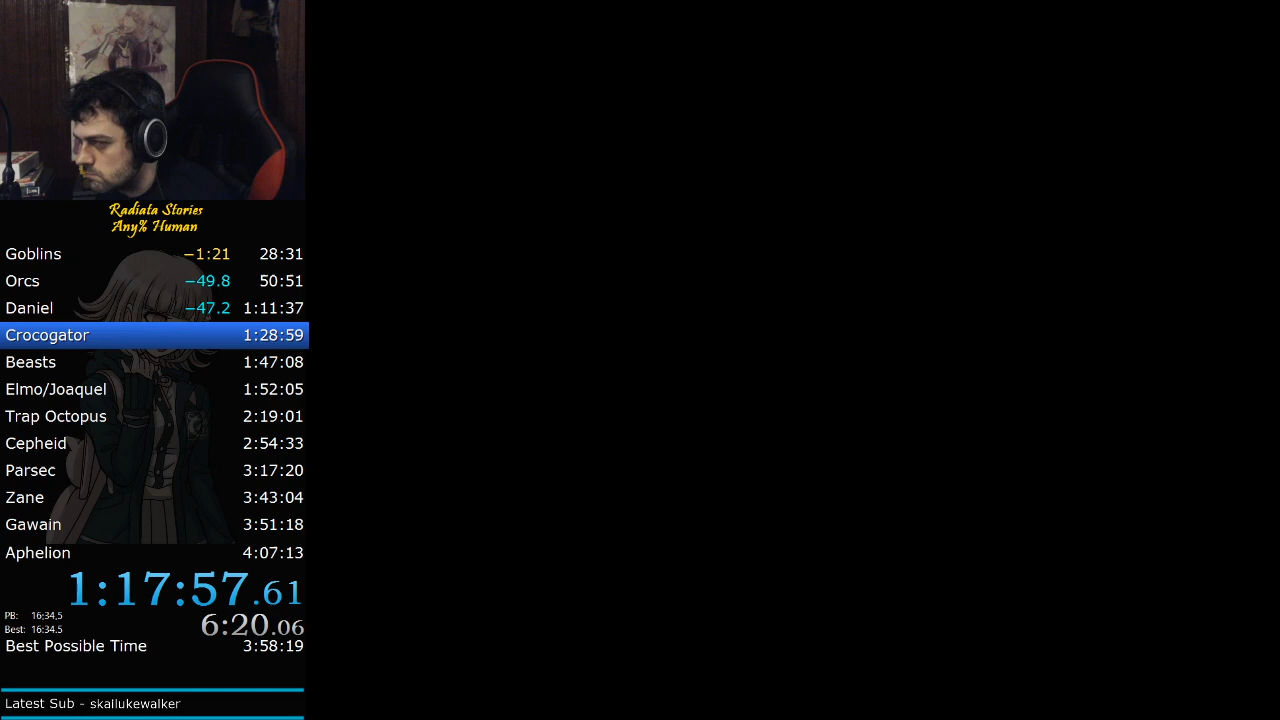 Radiata Stories
Any% Human
Goblins −1:21 28:31
Orcs −49.8 50:51
Daniel −47.2 1:11:37
Crocogator 1:28:59
Beasts 1:47:08
Elmo/Joaquel 1:52:05
Trap Octopus 2:19:01
Cepheid 2:54:33
Parsec 3:17:20
Zane 3:43:04
Gawain 3:51:18
Aphelion 4:07:13
1:17:57.61
PB: 16:34.5
Best: 16:34.5
6:20.06
Best Possible Time 3:58:19
Latest Sub - skallukewalker